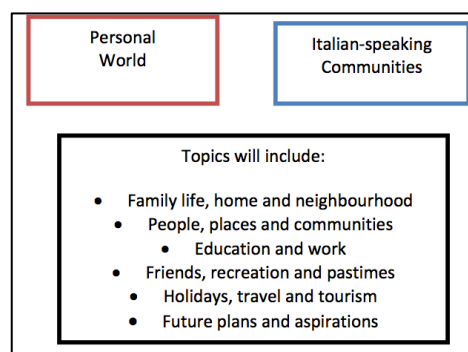 Personal
World
Italian-speaking
Communities
Topics will include:
• Family life, home and neighbourhood
• People, places and communities
• Education and work
• Friends, recreation and pastimes
• Holidays, travel and tourism
• Future plans and aspirations